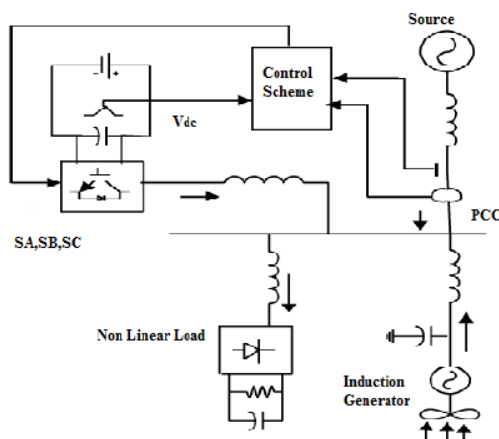 Source
Control
Scheme
Vdc
PCC
SA,SB,SC
Non Linear Load
Induction
Generator